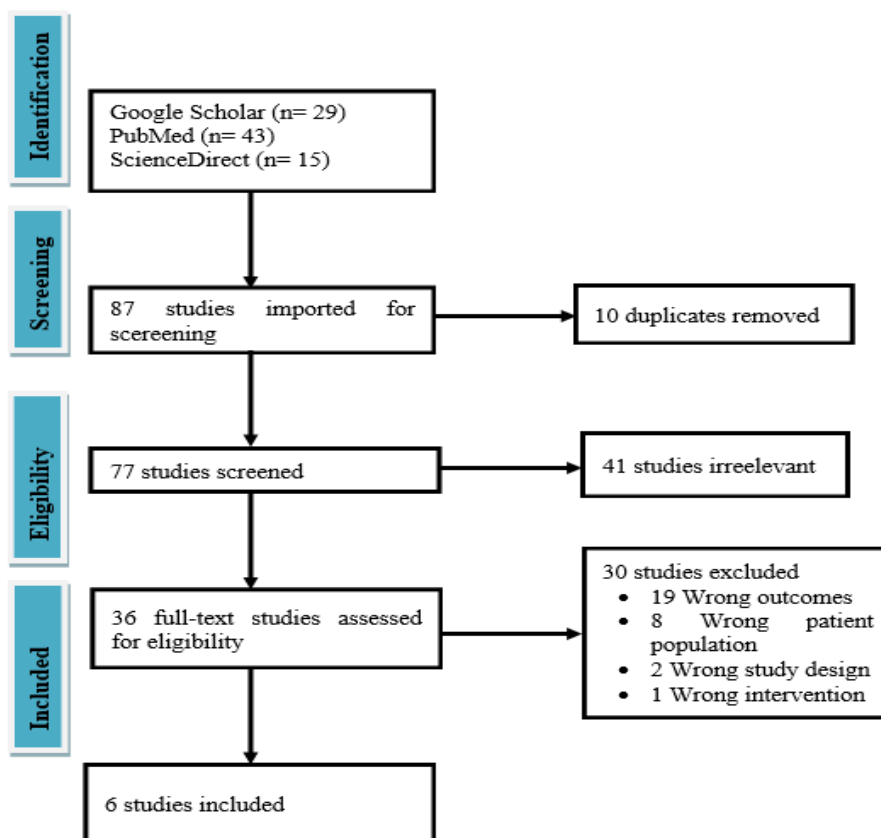 Identification
Google Scholar (n= 29)
PubMed (n= 43)
ScienceDirect (n= 15)
Screening
87 studies imported for
scereening
10 duplicates removed
Eligibility
77 studies screened
41 studies irreelevant
Included
36 full-text studies assessed
for eligibility
30 studies excluded
• 19 Wrong outcomes
• 8 Wrong patient
population
• 2 Wrong study design
• 1 Wrong intervention
6 studies included